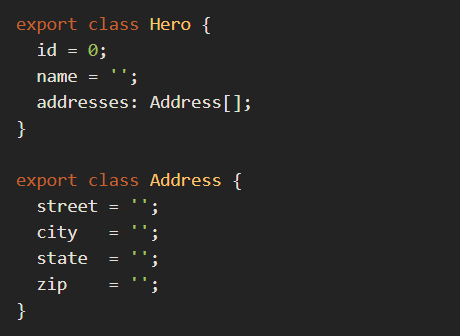 export class Hero {
  id = 0;
  name = '';
  addresses: Address[];
}

export class Address {
  street = '';
  city   = '';
  state  = '';
  zip    = '';
}